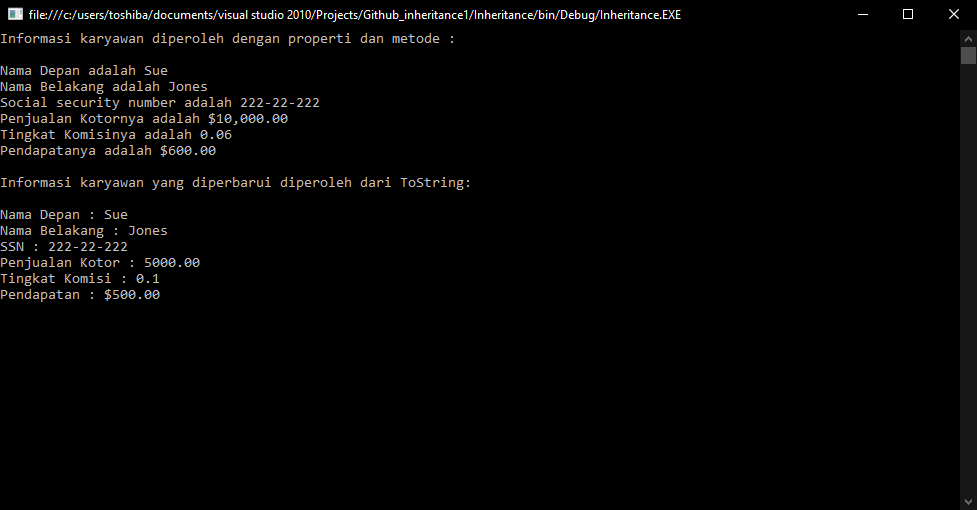 file:///c:/users/toshiba/documents/visual studio 2010/Projects/Github_inheritance1/Inheritance/bin/Debug/Inheritance.EXE
Informasi karyawan diperoleh dengan properti dan metode :
Nama Depan adalah Sue
Nama Belakang adalah Jones
Social security number adalah 222-22-222
Penjualan Kotornya adalah $10,000.00
Tingkat Komisinya adalah 0.06
Pendapatanya adalah $600.00
Informasi karyawan yang diperbarui diperoleh dari ToString:
Nama Depan : Sue
Nama Belakang : Jones
SSN : 222-22-222
Penjualan Kotor : 5000.00
Tingkat Komisi : 0.1
Pendapatan : $500.00